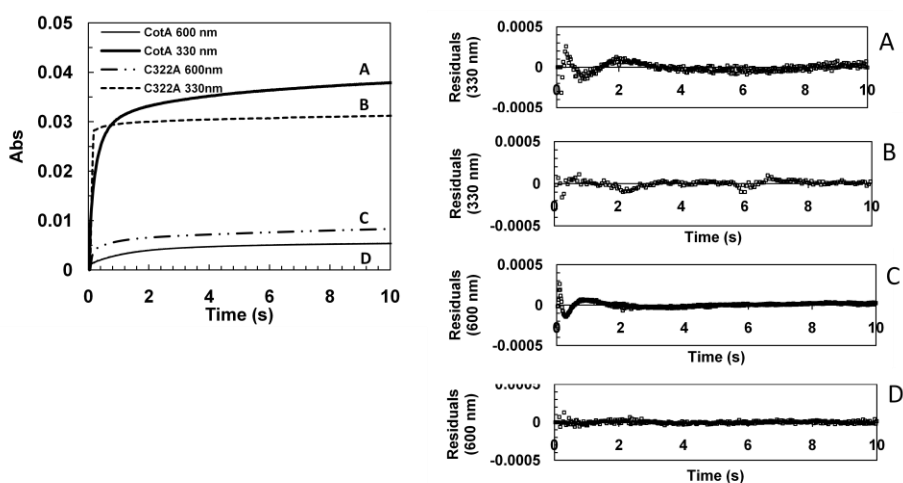 0.05
0.04
0.03
0.02
0.01
0
Abs
CotA 600 nm
CotA 330 nm
C322A 600nm
C322A 330nm
A
B
C
D
0 2 4 6 8 10
Time (s)
Residuals
(330 nm)
0.0005
0
-0.0005
0 2 4 6 8 10
A
Residuals
(330 nm)
0.0005
0
-0.0005
0 2 4 6 8 10
Time (s)
B
Residuals
(600 nm)
0.0005
0
-0.0005
0 2 4 6 8 10
Time (s)
C
Residuals
(600 nm)
0.0005
0
-0.0005
0 2 4 6 8 10
Time (s)
D